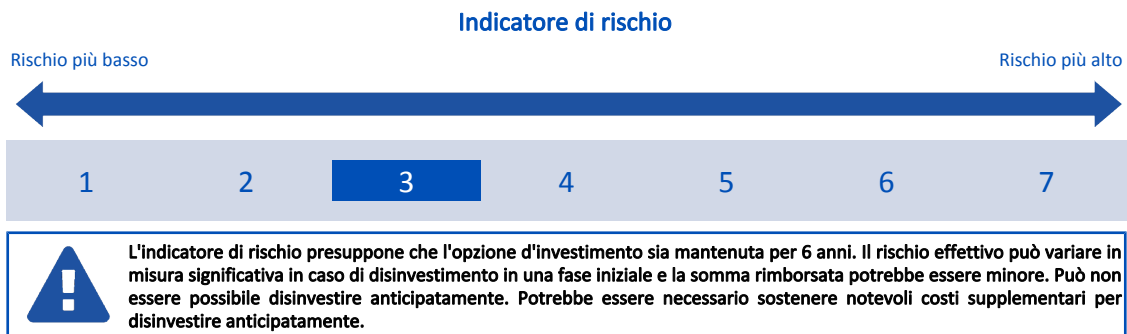 Indicatore di rischio
Rischio più basso
Rischio più alto
1 2 3 4 5 6 7
L'indicatore di rischio presuppone che l'opzione d'investimento sia mantenuta per 6 anni. Il rischio effettivo può variare in
misura significativa in caso di disinvestimento in una fase iniziale e la somma rimborsata potrebbe essere minore. Può non
essere possibile disinvestire anticipatamente. Potrebbe essere necessario sostenere notevoli costi supplementari per
disinvestire anticipatamente.